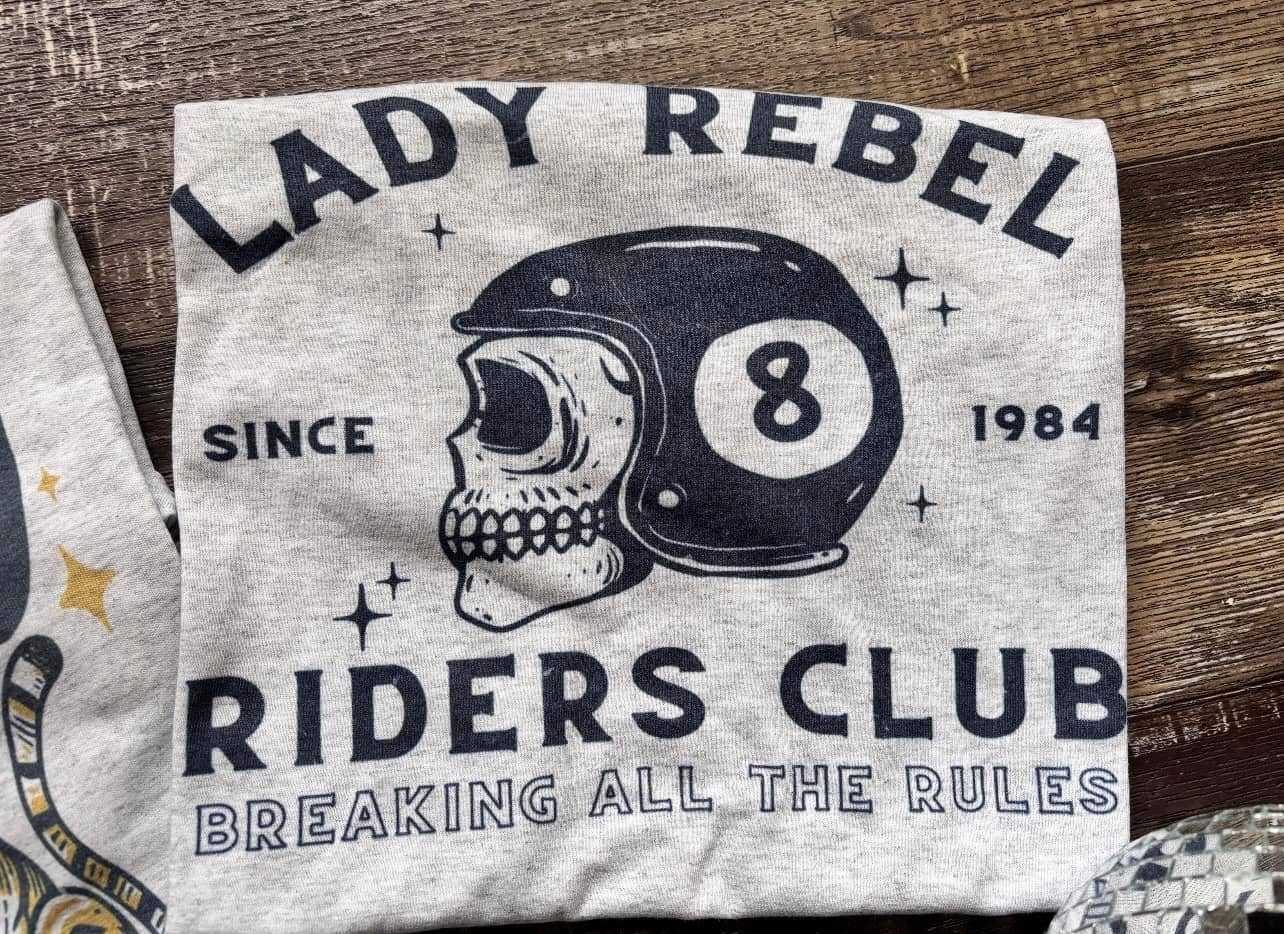 LADY REBEL
8
SINCE 1984
RIDERS CLUB
BREAKING ALL THE RULES